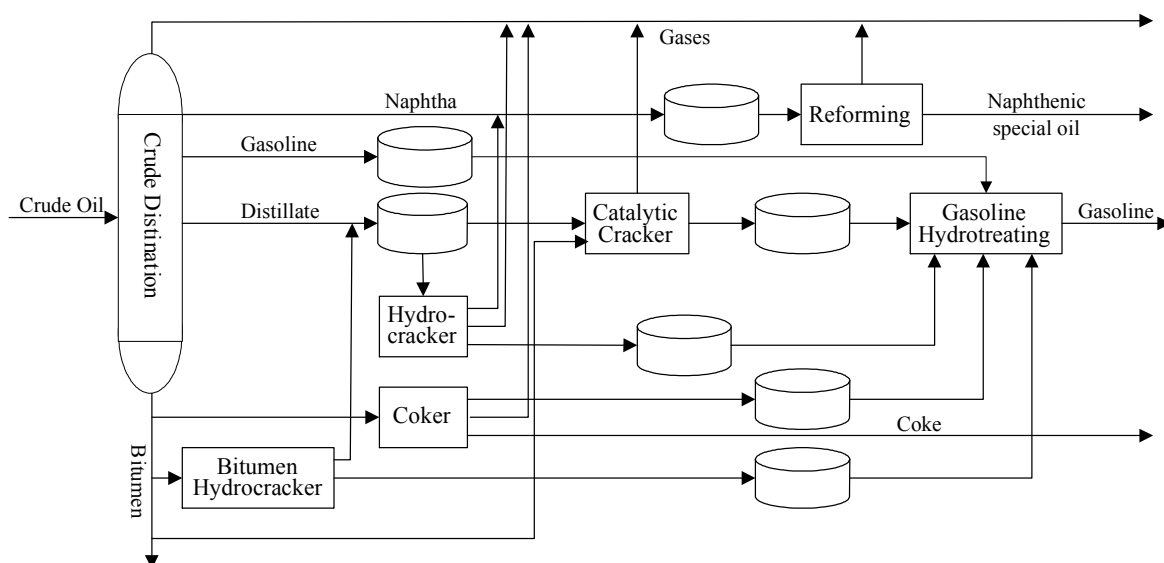 Gases
Naphtha
Reforming
Naphthenic
special oil
Crude Distination
Gasoline
Crude Oil
Distillate
Catalytic
Cracker
Gasoline
Hydrotreating
Gasoline
Hydro-
cracker
Coker
Coke
Bitumen
Bitumen
Hydrocracker